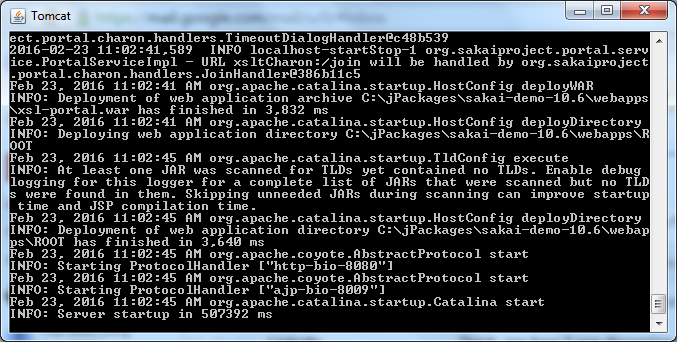 Tomcat
ect.portal.charon.handlers.TimeoutDialogHandler@c48b539
2016-02-23 11:02:41,589  INFO localhost-startStop-1 org.sakaiproject.portal.serv
ice.PortalServiceImpl - URL xsltCharon:/join will be handled by org.sakaiproject
.portal.charon.handlers.JoinHandler@386b11c5
Feb 23, 2016 11:02:41 AM org.apache.catalina.startup.HostConfig deployWAR
INFO: Deployment of web application archive C:\jPackages\sakai-demo-10.6\webapps
\xsl-portal.war has finished in 3,832 ms
Feb 23, 2016 11:02:41 AM org.apache.catalina.startup.HostConfig deployDirectory
INFO: Deploying web application directory C:\jPackages\sakai-demo-10.6\webapps\R
OOT
Feb 23, 2016 11:02:45 AM org.apache.catalina.startup.TldConfig execute
INFO: At least one JAR was scanned for TLDs yet contained no TLDs. Enable debug
logging for this logger for a complete list of JARs that were scanned but no TLD
s were found in them. Skipping unneeded JARs during scanning can improve startup
 time and JSP compilation time.
Feb 23, 2016 11:02:45 AM org.apache.catalina.startup.HostConfig deployDirectory
INFO: Deployment of web application directory C:\jPackages\sakai-demo-10.6\webap
ps\ROOT has finished in 3,640 ms
Feb 23, 2016 11:02:45 AM org.apache.coyote.AbstractProtocol start
INFO: Starting ProtocolHandler ["http-bio-8080"]
Feb 23, 2016 11:02:45 AM org.apache.coyote.AbstractProtocol start
INFO: Starting ProtocolHandler ["ajp-bio-8009"]
Feb 23, 2016 11:02:45 AM org.apache.catalina.startup.Catalina start
INFO: Server startup in 507392 ms